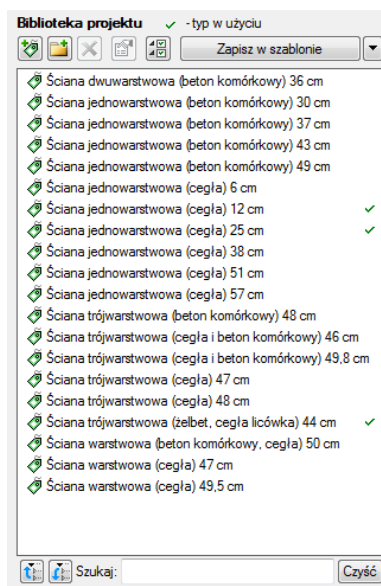 Biblioteka projektu ✓ - typ w użyciu
Zapisz w szablonie
Ściana dwuwarstwowa (beton komórkowy) 36 cm
Ściana jednowarstwowa (beton komórkowy) 30 cm
Ściana jednowarstwowa (beton komórkowy) 37 cm
Ściana jednowarstwowa (beton komórkowy) 43 cm
Ściana jednowarstwowa (beton komórkowy) 49 cm
Ściana jednowarstwowa (cegła) 6 cm
Ściana jednowarstwowa (cegła) 12 cm ✓
Ściana jednowarstwowa (cegła) 25 cm ✓
Ściana jednowarstwowa (cegła) 38 cm
Ściana jednowarstwowa (cegła) 51 cm
Ściana jednowarstwowa (cegła) 57 cm
Ściana trójwarstwowa (beton komórkowy) 48 cm
Ściana trójwarstwowa (cegła i beton komórkowy) 46 cm
Ściana trójwarstwowa (cegła i beton komórkowy) 49,8 cm
Ściana trójwarstwowa (cegła) 47 cm
Ściana trójwarstwowa (cegła) 48 cm
Ściana trójwarstwowa (żelbet, cegła licówka) 44 cm ✓
Ściana warstwowa (beton komórkowy, cegła) 50 cm
Ściana warstwowa (cegła) 47 cm
Ściana warstwowa (cegła) 49,5 cm
Szukaj: Czyść